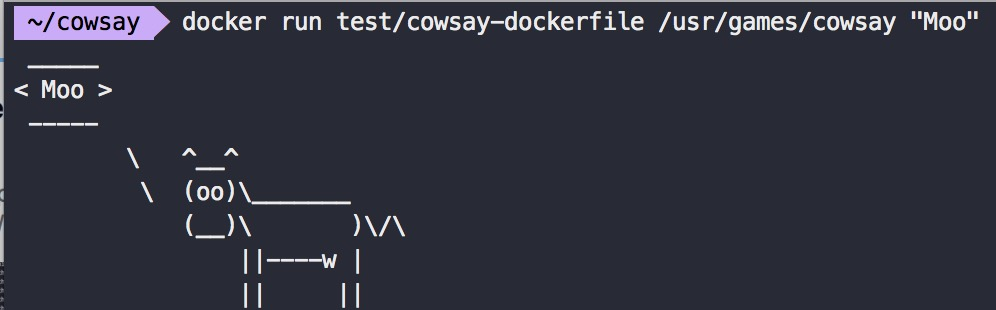 ~/cowsay docker run test/cowsay-dockerfile /usr/games/cowsay "Moo"
 _____
< Moo >
 -----
        \   ^__^
         \  (oo)\_______
            (__)\       )\/\
                ||----w |
                ||     ||